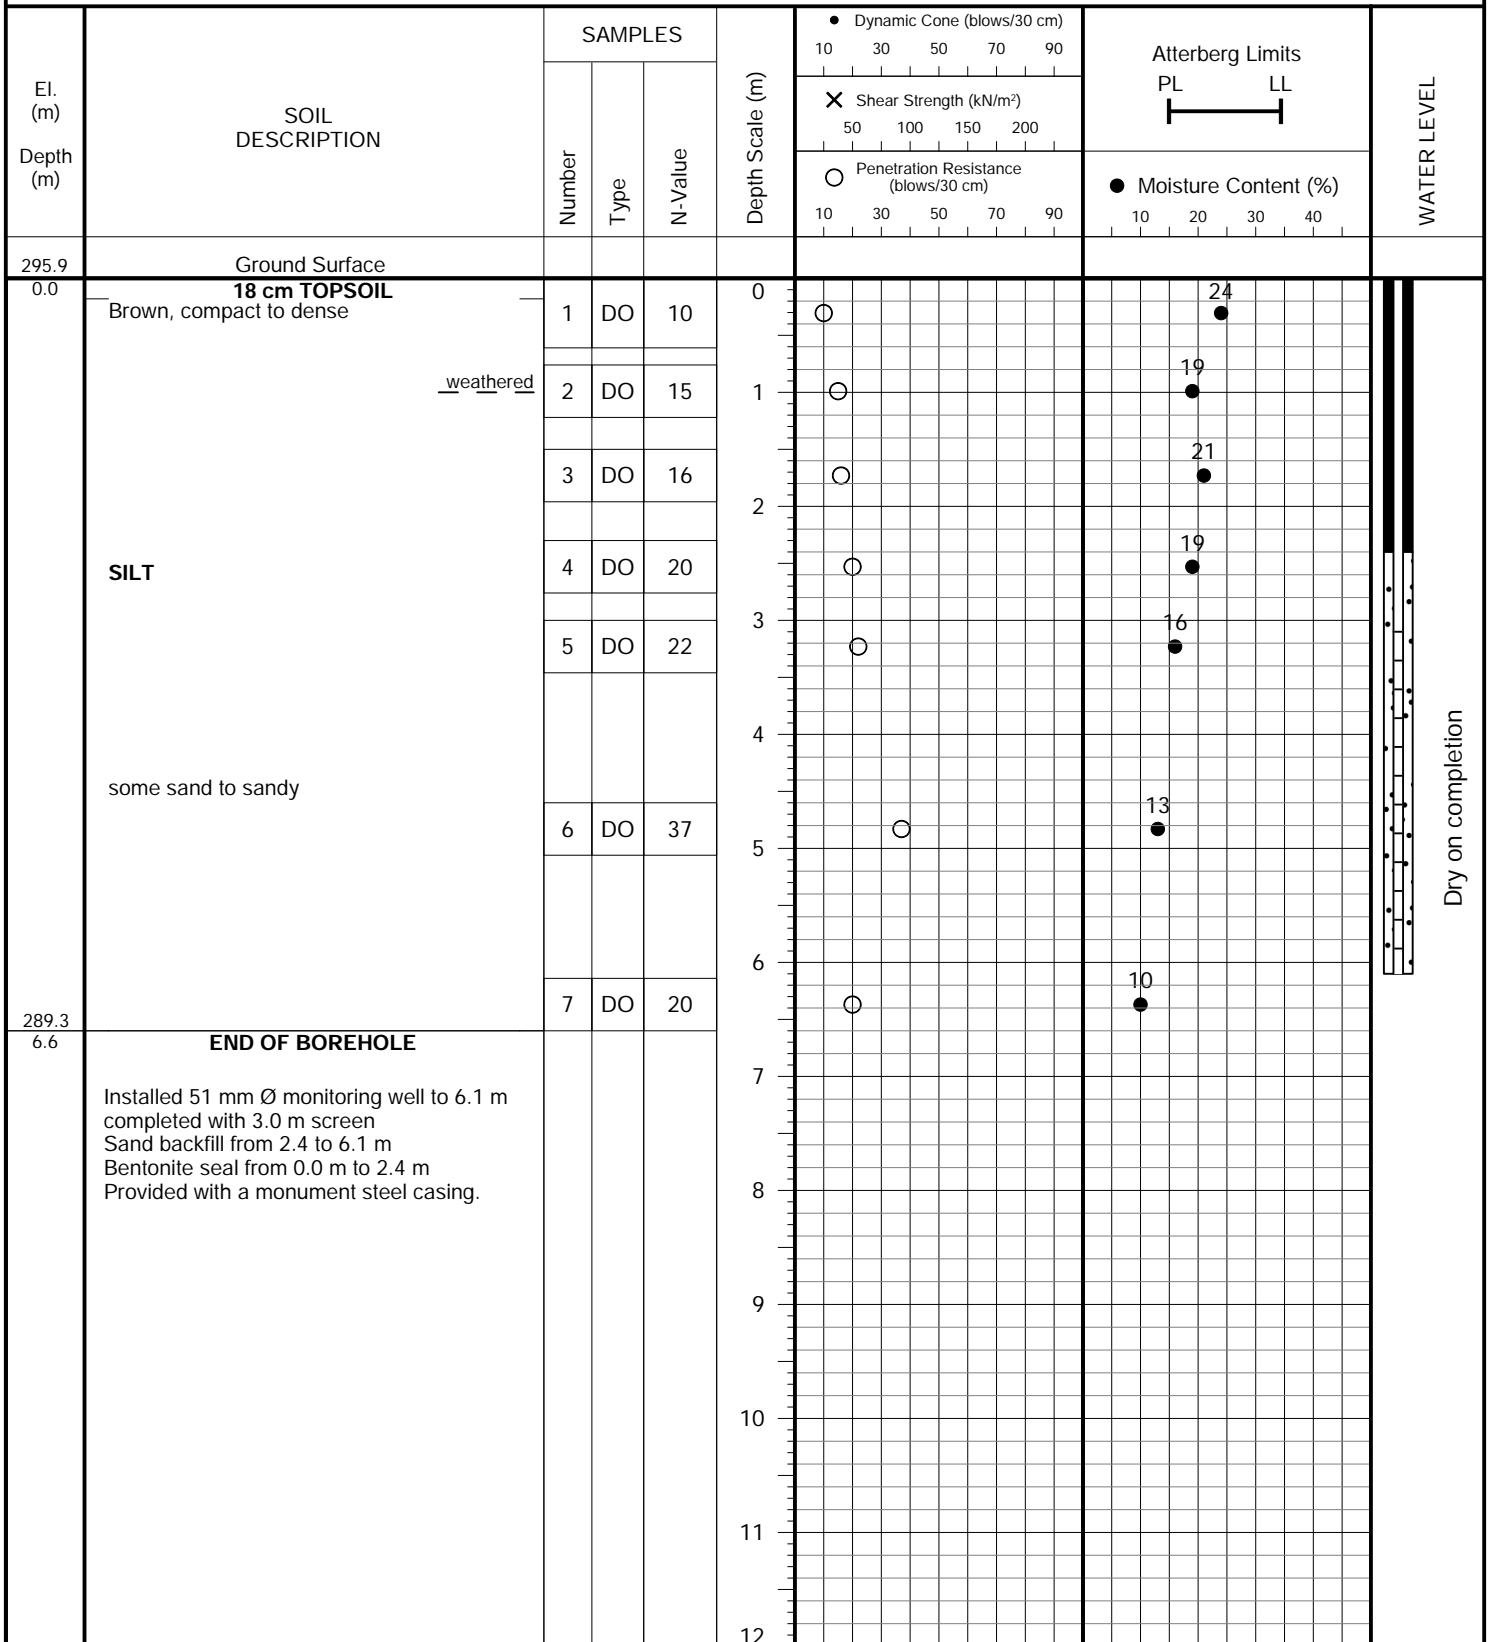 El.
(m)
Depth
(m)
SOIL
DESCRIPTION
SAMPLES
Number
Type
N-Value
Depth Scale (m)
Dynamic Cone (blows/30 cm)
10 30 50 70 90
Shear Strength (kN/m²)
50 100 150 200
Penetration Resistance
(blows/30 cm)
10 30 50 70 90
Atterberg Limits
PL LL
Moisture Content (%)
10 20 30 40
WATER LEVEL
295.9 Ground Surface
0.0 18 cm TOPSOIL 0 24
Brown, compact to dense 1 DO 10
weathered 19
2 DO 15 1
21
3 DO 16
2
19
SILT 4 DO 20
3 16
5 DO 22
4
Dry on completion
some sand to sandy
13
6 DO 37
5
6
10
7 DO 20
289.3
6.6 END OF BOREHOLE
7
Installed 51 mm Ø monitoring well to 6.1 m
completed with 3.0 m screen
Sand backfill from 2.4 to 6.1 m
Bentonite seal from 0.0 m to 2.4 m
Provided with a monument steel casing.
8
9
10
11
12